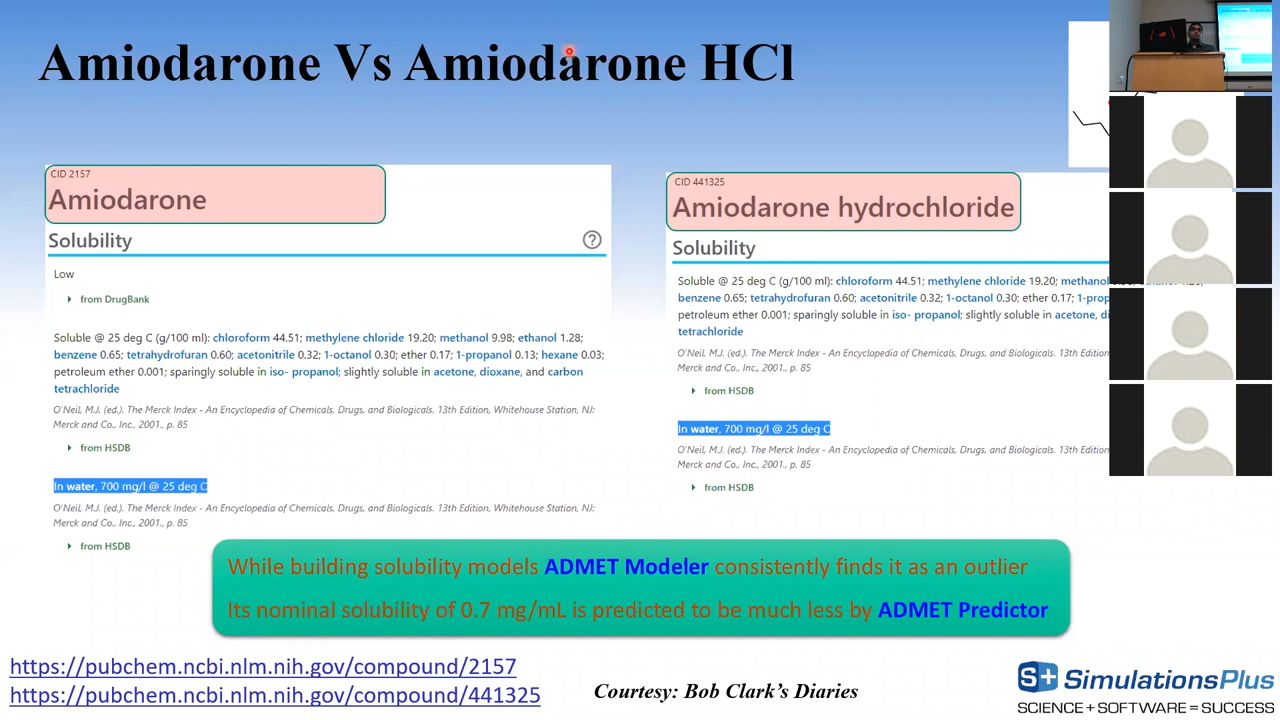 Amiodarone Vs Amiodarone HCl
CID 2157
Amiodarone
Solubility
?
Low
from DrugBank
Soluble @ 25 deg C (g/100 ml): chloroform 44.51; methylene chloride 19.20; methanol 9.98; ethanol 1.28;
benzene 0.65; tetrahydrofuran 0.60; acetonitrile 0.32; 1-octanol 0.30; ether 0.17; 1-propanol 0.13; hexane 0.03;
petroleum ether 0.001; sparingly soluble in iso- propanol; slightly soluble in acetone, dioxane, and carbon
tetrachloride
O'Neil, M.J. (ed.). The Merck Index - An Encyclopedia of Chemicals, Drugs, and Biologicals. 13th Edition, Whitehouse Station, NJ:
Merck and Co., Inc., 2001., p. 85
from HSDB
In water, 700 mg/l @ 25 deg C
O'Neil, M.J. (ed.). The Merck Index - An Encyclopedia of Chemicals, Drugs, and Biologicals. 13th Edition, Whitehouse Station, NJ:
Merck and Co., Inc., 2001., p. 85
from HSDB
CID 441325
Amiodarone hydrochloride
Solubility
Soluble @ 25 deg C (g/100 ml): chloroform 44.51; methylene chloride 19.20; methanol
benzene 0.65; tetrahydrofuran 0.60; acetonitrile 0.32; 1-octanol 0.30; ether 0.17; 1-prop
petroleum ether 0.001; sparingly soluble in iso- propanol; slightly soluble in acetone, di
tetrachloride
O'Neil, M.J. (ed.). The Merck Index - An Encyclopedia of Chemicals, Drugs, and Biologicals. 13th Edition
Merck and Co., Inc., 2001., p. 85
from HSDB
In water, 700 mg/l @ 25 deg C
O'Neil, M.J. (ed.). The Merck Index - An Encyclopedia of Chemicals, Drugs, and Biologicals. 13th Edition
Merck and Co., Inc., 2001., p. 85
from HSDB
While building solubility models ADMET Modeler consistently finds it as an outlier
Its nominal solubility of 0.7 mg/mL is predicted to be much less by ADMET Predictor
https://pubchem.ncbi.nlm.nih.gov/compound/2157
https://pubchem.ncbi.nlm.nih.gov/compound/441325
Courtesy: Bob Clark's Diaries
S+ SimulationsPlus
SCIENCE + SOFTWARE = SUCCESS